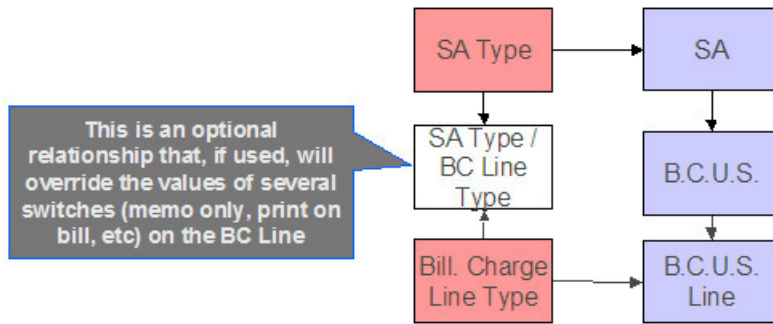 SA Type
SA
This is an optional
relationship that, if used, will
override the values of several
switches (memo only, print on
bill, etc) on the BC Line
SA Type /
BC Line
Type
B.C.U.S.
Bill. Charge
Line Type
B.C.U.S.
Line